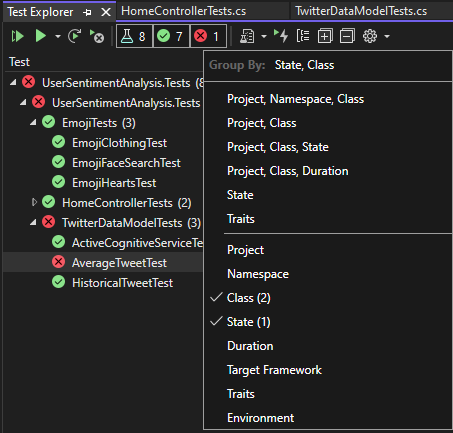 Test Explorer
HomeControllerTests.cs
TwitterDataModelTests.cs
8
7
1
Test
UserSentimentAnalysis.Tests (8
UserSentimentAnalysis.Tests
EmojiTests (3)
EmojiClothingTest
EmojiFaceSearchTest
EmojiHeartsTest
HomeControllerTests (2)
TwitterDataModelTests (3)
ActiveCognitiveServiceTe
AverageTweetTest
HistoricalTweetTest
Group By: State, Class
Project, Namespace, Class
Project, Class
Project, Class, State
Project, Class, Duration
State
Traits
Project
Namespace
Class (2)
State (1)
Duration
Target Framework
Traits
Environment